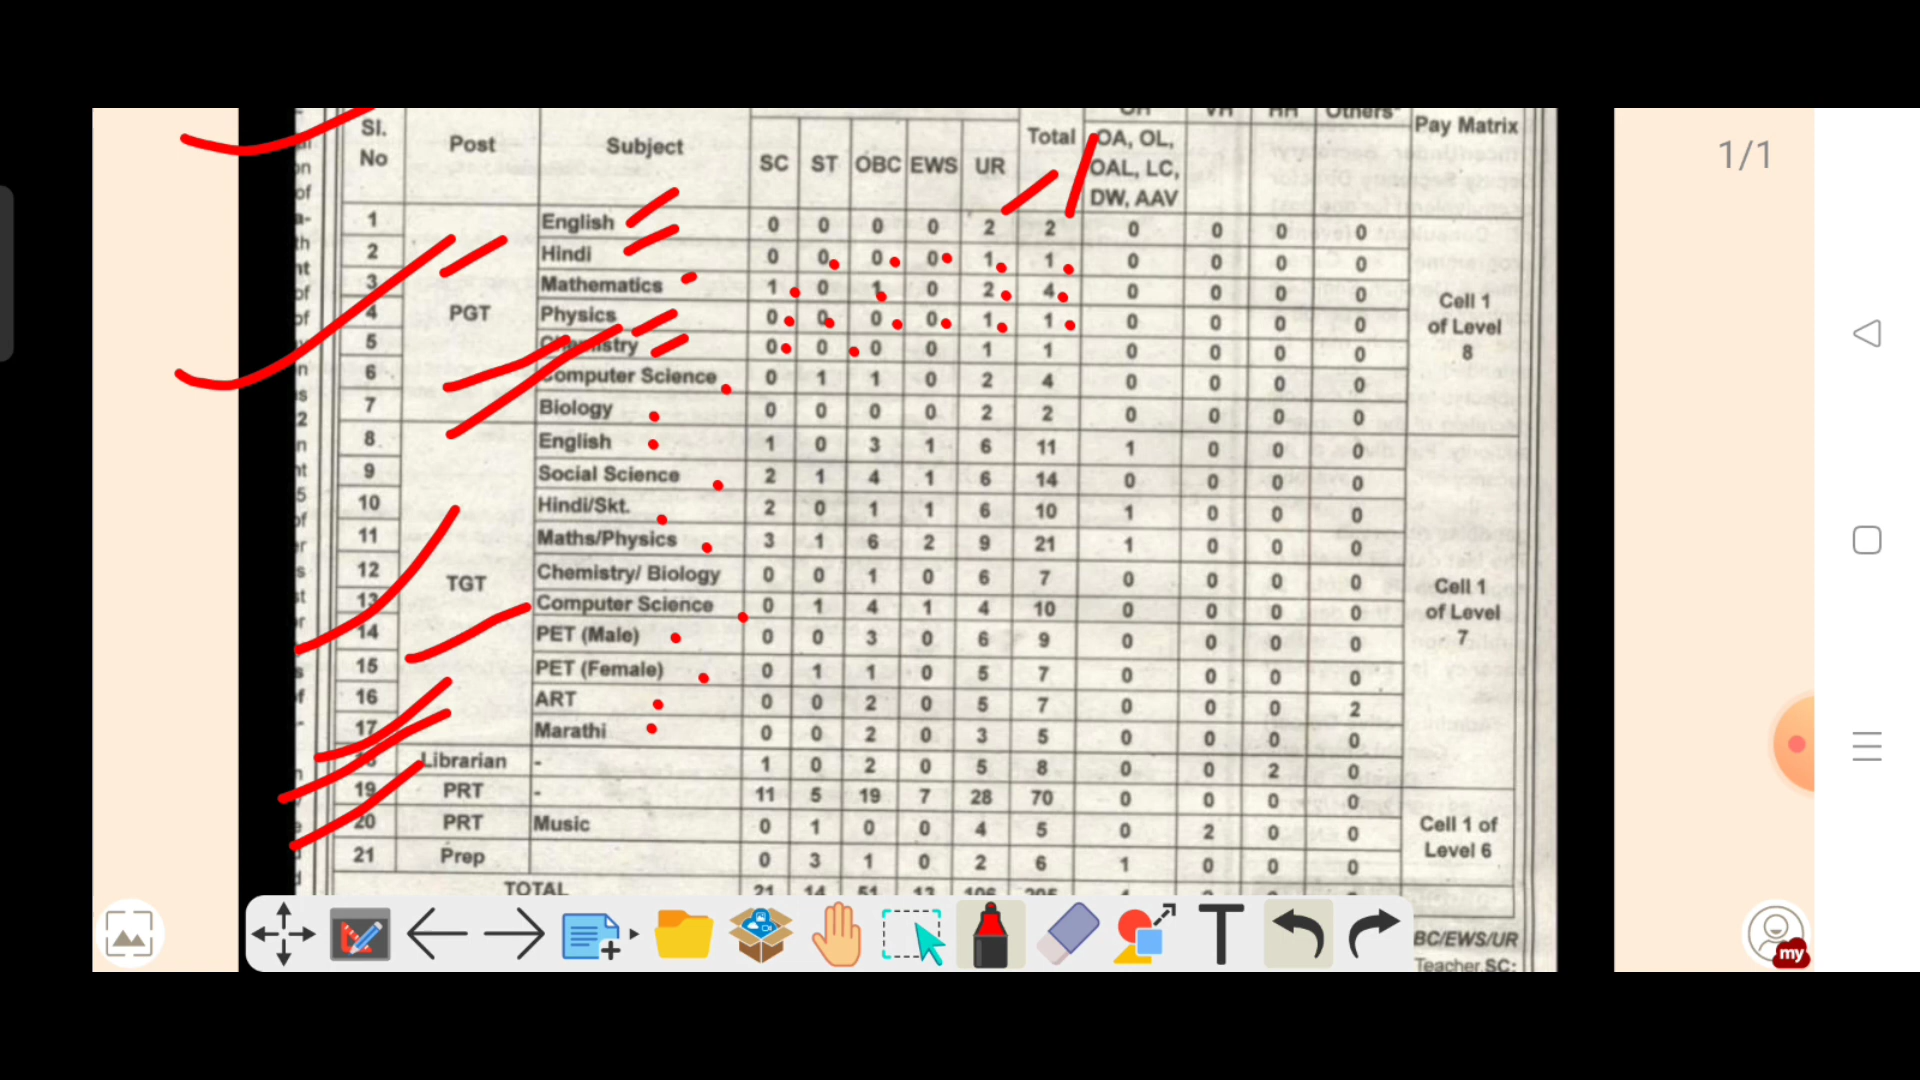 OH VH HH Others
Sl. No Post Subject SC ST OBC EWS UR Total OA, OL, OAL, LC, DW, AAV Pay Matrix
1/1
1 English 0 0 0 0 2 2 0 0 0 0
2 Hindi 0 0 0 0 1 1 0 0 0 0
3 Mathematics 1 0 1 0 2 4 0 0 0 0
4 PGT Physics 0 0 0 0 1 1 0 0 0 0 Cell 1 of Level 8
5 Chemistry 0 0 0 0 1 1 0 0 0 0
6 Computer Science 0 1 1 0 2 4 0 0 0 0
7 Biology 0 0 0 0 2 2 0 0 0 0
8 English 1 0 3 1 6 11 1 0 0 0
9 Social Science 2 1 4 1 6 14 0 0 0 0
10 Hindi/Skt. 2 0 1 1 6 10 1 0 0 0
11 Maths/Physics 3 1 6 2 9 21 1 0 0 0
12 TGT Chemistry/ Biology 0 0 1 0 6 7 0 0 0 0 Cell 1 of Level 7
13 Computer Science 0 1 4 1 4 10 0 0 0 0
14 PET (Male) 0 0 3 0 6 9 0 0 0 0
15 PET (Female) 0 1 1 0 5 7 0 0 0 0
16 ART 0 0 2 0 5 7 0 0 0 2
17 Marathi 0 0 2 0 3 5 0 0 0 0
18 Librarian - 1 0 2 0 5 8 0 0 2 0
19 PRT - 11 5 19 7 28 70 0 0 0 0
20 PRT Music 0 1 0 0 4 5 0 2 0 0 Cell 1 of Level 6
21 Prep 0 3 1 0 2 6 1 0 0 0
TOTAL 21 14 51 13 106 205
BC/EWS/UR
Teacher. SC:
T
my